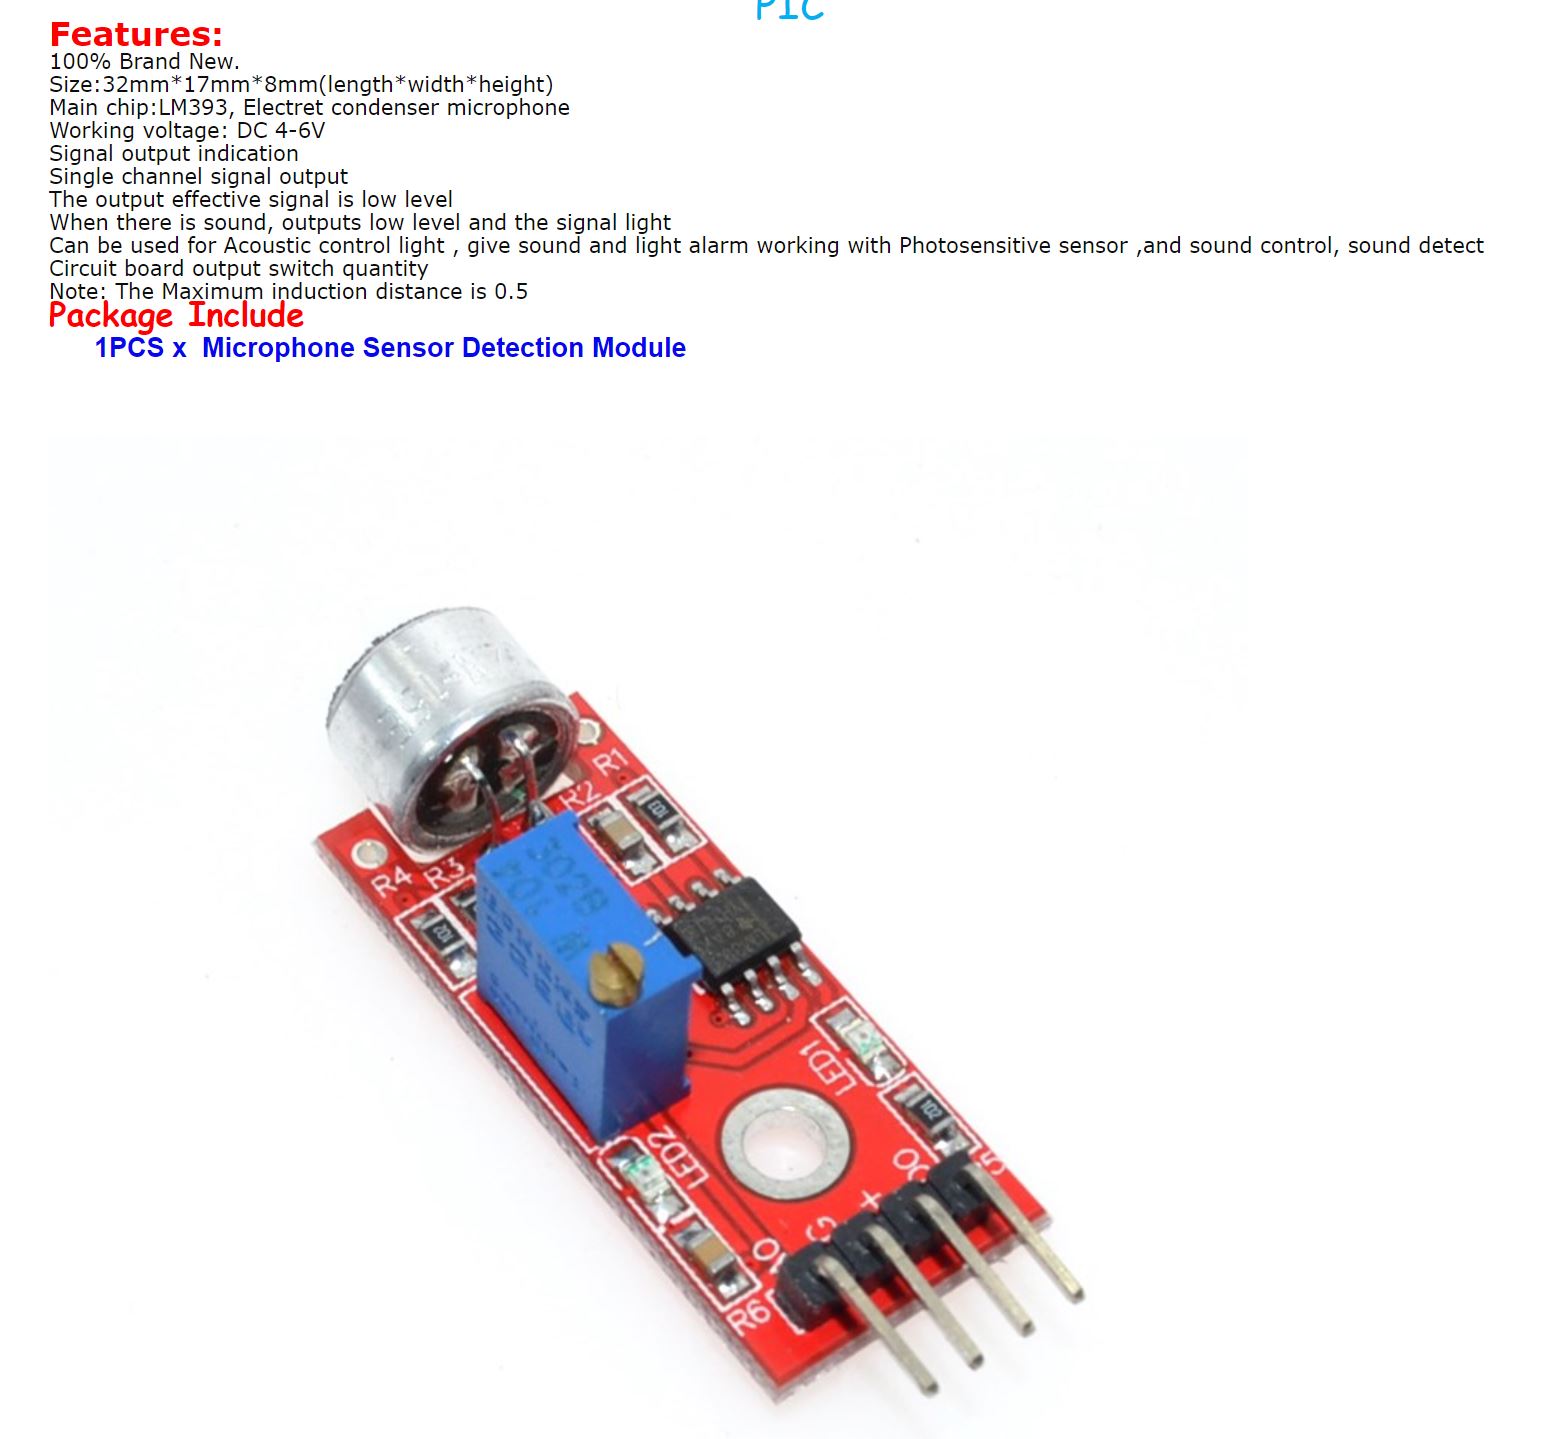 PIC
Features:
100% Brand New.
Size:32mm*17mm*8mm(length*width*height)
Main chip:LM393, Electret condenser microphone
Working voltage: DC 4-6V
Signal output indication
Single channel signal output
The output effective signal is low level
When there is sound, outputs low level and the signal light
Can be used for Acoustic control light , give sound and light alarm working with Photosensitive sensor ,and sound control, sound detect
Circuit board output switch quantity
Note: The Maximum induction distance is 0.5
Package Include
1PCS x  Microphone Sensor Detection Module
R1
R2
103
R3
R4
102
LED1
102
LED2
DO
+
G
R6